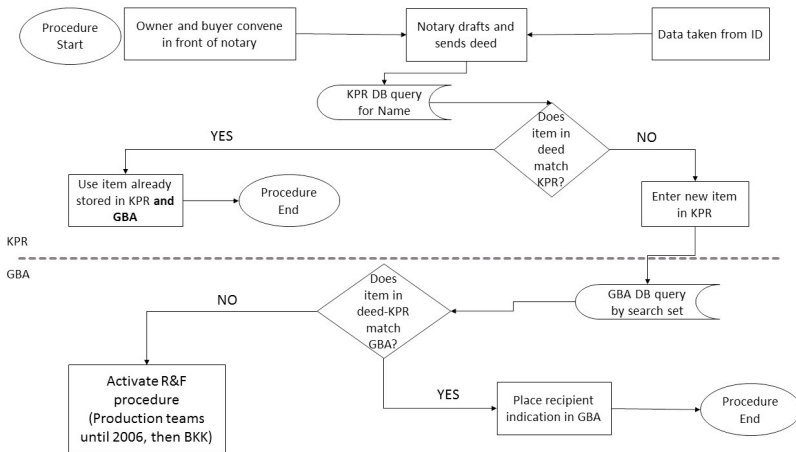 Procedure
Start
Owner and buyer convene
in front of notary
Notary drafts and
sends deed
Data taken from ID
KPR DB query
for Name
Does
item in
deed
match
KPR?
YES
NO
Use item already
stored in KPR and
GBA
Procedure
End
Enter new item
in KPR
KPR
GBA
Does
item in
deed-KPR
match
GBA?
GBA DB query
by search set
NO
Activate R&F
procedure
(Production teams
until 2006, then BKK)
YES
Place recipient
indication in GBA
Procedure
End